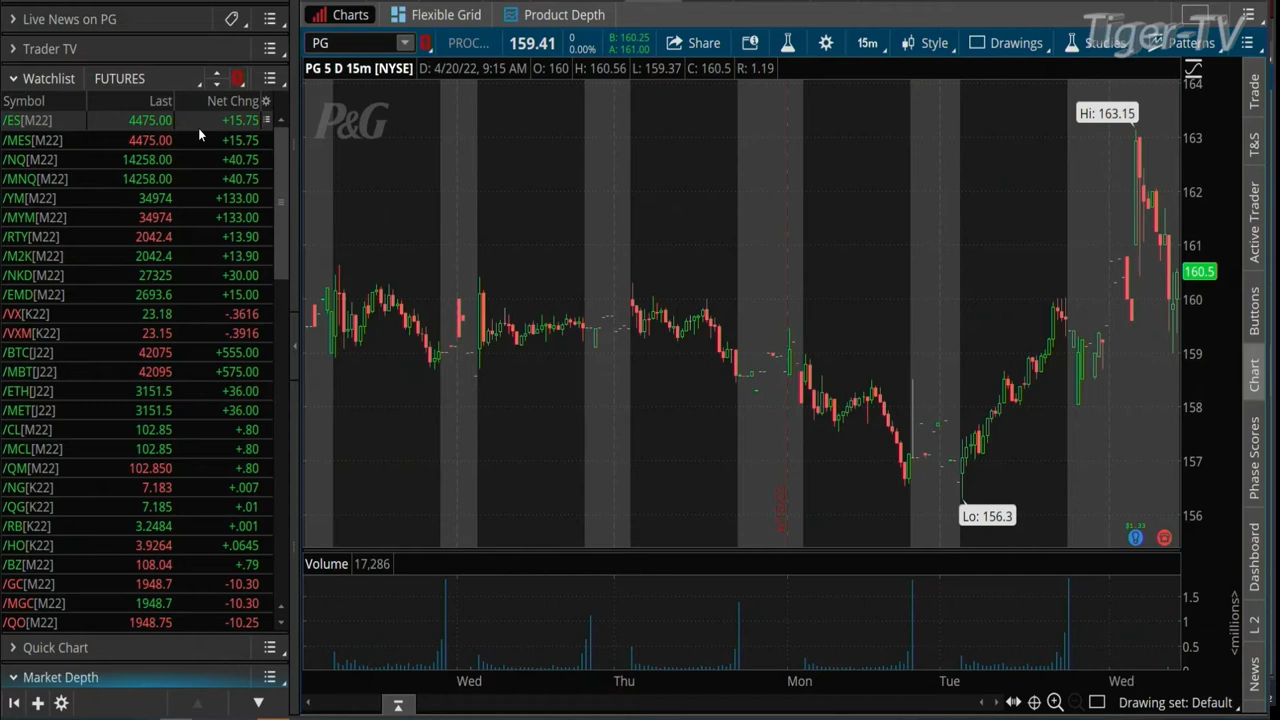 Live News on PG
Trader TV
Watchlist FUTURES
Symbol Last Net Chng
/ES[M22] 4475.00 +15.75
/MES[M22] 4475.00 +15.75
/NQ[M22] 14258.00 +40.75
/MNQ[M22] 14258.00 +40.75
/YM[M22] 34974 +133.00
/MYM[M22] 34974 +133.00
/RTY[M22] 2042.4 +13.90
/M2K[M22] 2042.4 +13.90
/NKD[M22] 27325 +30.00
/EMD[M22] 2693.6 +15.00
/VX[K22] 23.18 -.3616
/VXM[K22] 23.15 -.3916
/BTC[J22] 42075 +555.00
/MBT[J22] 42095 +575.00
/ETH[J22] 3151.5 +36.00
/MET[J22] 3151.5 +36.00
/CL[M22] 102.85 +.80
/MCL[M22] 102.85 +.80
/QM[M22] 102.850 +.80
/NG[K22] 7.183 +.007
/QG[K22] 7.185 +.01
/RB[K22] 3.2484 +.001
/HO[K22] 3.9264 +.0645
/BZ[M22] 108.04 +.79
/GC[M22] 1948.7 -10.30
/MGC[M22] 1948.7 -10.30
/QO[M22] 1948.75 -10.25
Quick Chart
Market Depth
Charts Flexible Grid Product Depth
Tiger-TV
PG PROC... 159.41 0 0.00% B: 160.25 A: 161.00 Share 15m Style Drawings Studies Patterns
PG 5 D 15m [NYSE] D: 4/20/22, 9:15 AM O: 160 H: 160.56 L: 159.37 C: 160.5 R: 1.19
P&G
Hi: 163.15
Lo: 156.3
$1.33
164
163
162
161
160.5
160
159
158
157
156
Volume 17,286
1.5
1
0.5
<millions>
Wed Thu Mon Tue Wed
Drawing set: Default
Trade
T&S
Active Trader
Buttons
Chart
Phase Scores
Dashboard
L 2
News